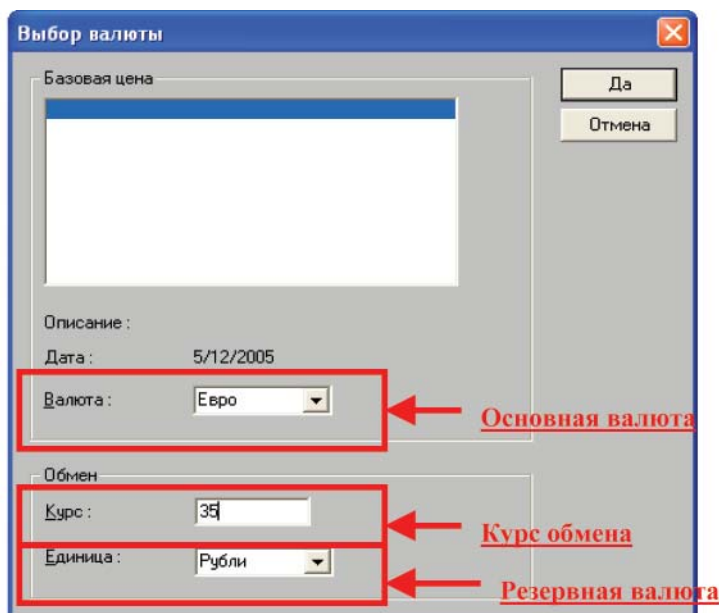 Выбор валюты
Базовая цена
Да
Отмена
Описание :
Дата : 5/12/2005
Валюта : Евро
Основная валюта
Обмен
Курс : 35
Курс обмена
Единица : Рубли
Резервная валюта